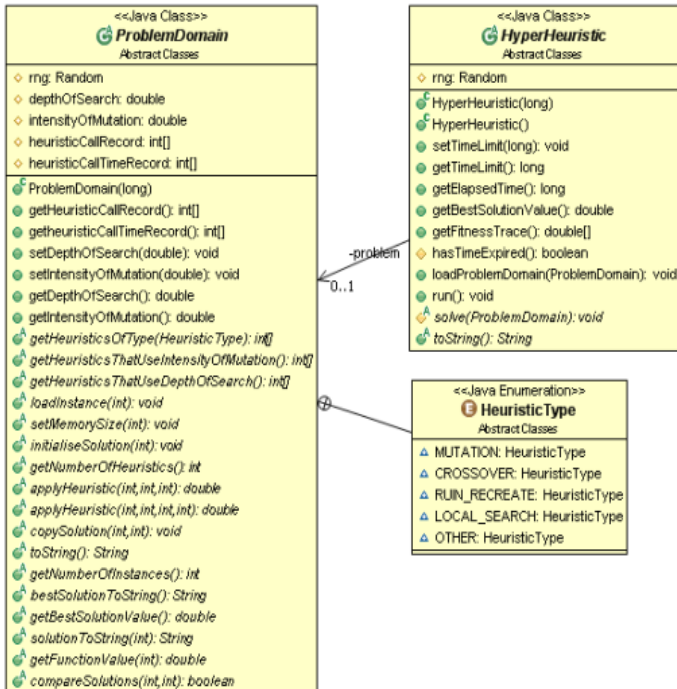 <<Java Class>>
ProblemDomain
Abstract Classes
rng: Random
depthOfSearch: double
intensityOfMutation: double
heuristicCallRecord: int[]
heuristicCallTimeRecord: int[]
ProblemDomain(long)
getHeuristicCallRecord(): int[]
getheuristicCallTimeRecord(): int[]
setDepthOfSearch(double): void
setIntensityOfMutation(double): void
getDepthOfSearch(): double
getIntensityOfMutation(): double
getHeuristicsOfType(HeuristicType): int[]
getHeuristicsThatUseIntensityOfMutation(): int[]
getHeuristicsThatUseDepthOfSearch(): int[]
loadInstance(int): void
setMemorySize(int): void
initialiseSolution(int): void
getNumberOfHeuristics(): int
applyHeuristic(int,int,int): double
applyHeuristic(int,int,int,int): double
copySolution(int,int): void
toString(): String
getNumberOfInstances(): int
bestSolutionToString(): String
getBestSolutionValue(): double
solutionToString(int): String
getFunctionValue(int): double
compareSolutions(int,int): boolean
-problem
0..1
<<Java Class>>
HyperHeuristic
Abstract Classes
rng: Random
HyperHeuristic(long)
HyperHeuristic()
setTimeLimit(long): void
getTimeLimit(): long
getElapsedTime(): long
getBestSolutionValue(): double
getFitnessTrace(): double[]
hasTimeExpired(): boolean
loadProblemDomain(ProblemDomain): void
run(): void
solve(ProblemDomain): void
toString(): String
<<Java Enumeration>>
HeuristicType
Abstract Classes
MUTATION: HeuristicType
CROSSOVER: HeuristicType
RUIN_RECREATE: HeuristicType
LOCAL_SEARCH: HeuristicType
OTHER: HeuristicType